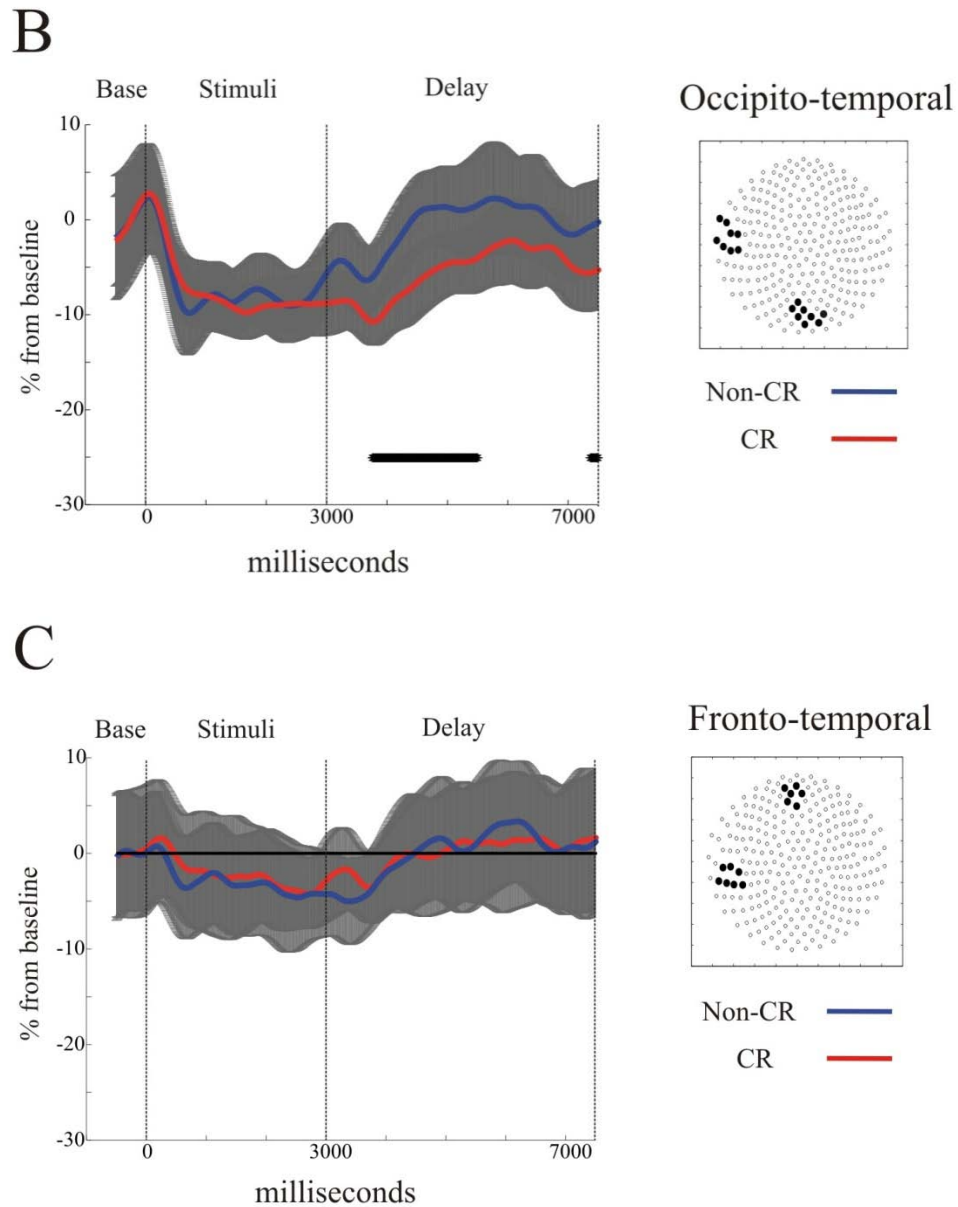 B
Base Stimuli Delay
Occipito-temporal
10
0
-10
-20
-30
% from baseline
0 3000 7000
milliseconds
Non-CR
CR
C
Base Stimuli Delay
Fronto-temporal
10
0
-10
-20
-30
% from baseline
0 3000 7000
milliseconds
Non-CR
CR